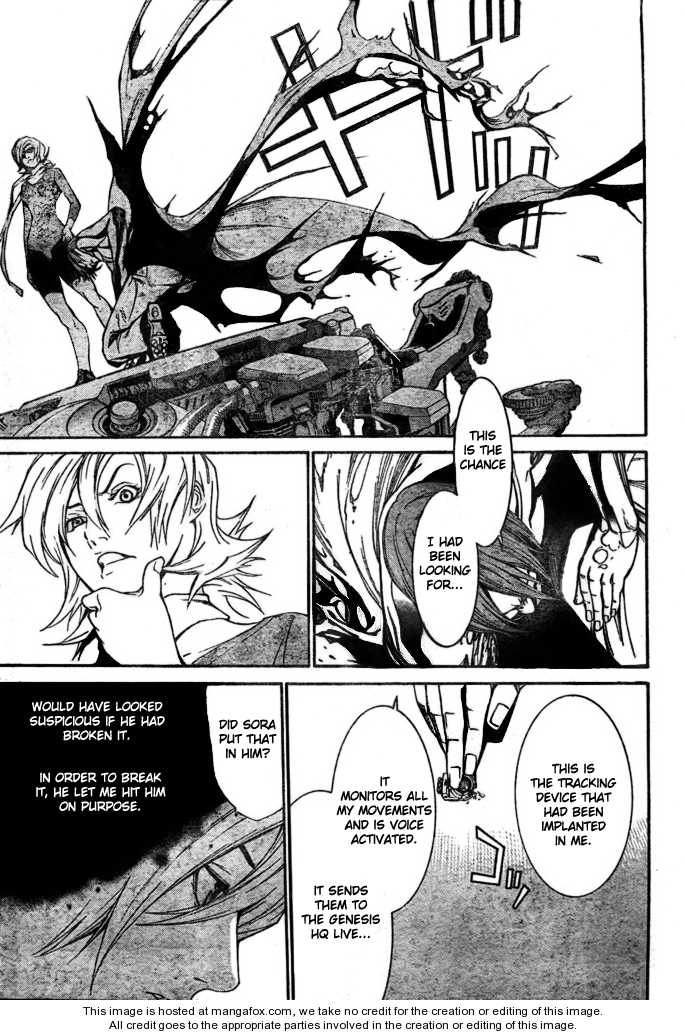 THIS
IS THE
CHANCE
I HAD
BEEN
LOOKING
FOR...
THIS IS
THE TRACKING
DEVICE THAT
HAD BEEN
IMPLANTED
IN ME.
コッ
IT
MONITORS ALL
MY MOVEMENTS
AND IS VOICE
ACTIVATED.
IT SENDS
THEM TO
THE GENESIS
HQ LIVE...
DID SORA
PUT THAT
IN HIM?
WOULD HAVE LOOKED
SUSPICIOUS IF HE HAD
BROKEN IT.
IN ORDER TO BREAK
IT, HE LET ME HIT HIM
ON PURPOSE.
This image is hosted at mangafox.com, we take no credit for the creation or editing of this image.
All credit goes to the appropriate parties involved in the creation or editing of this image.